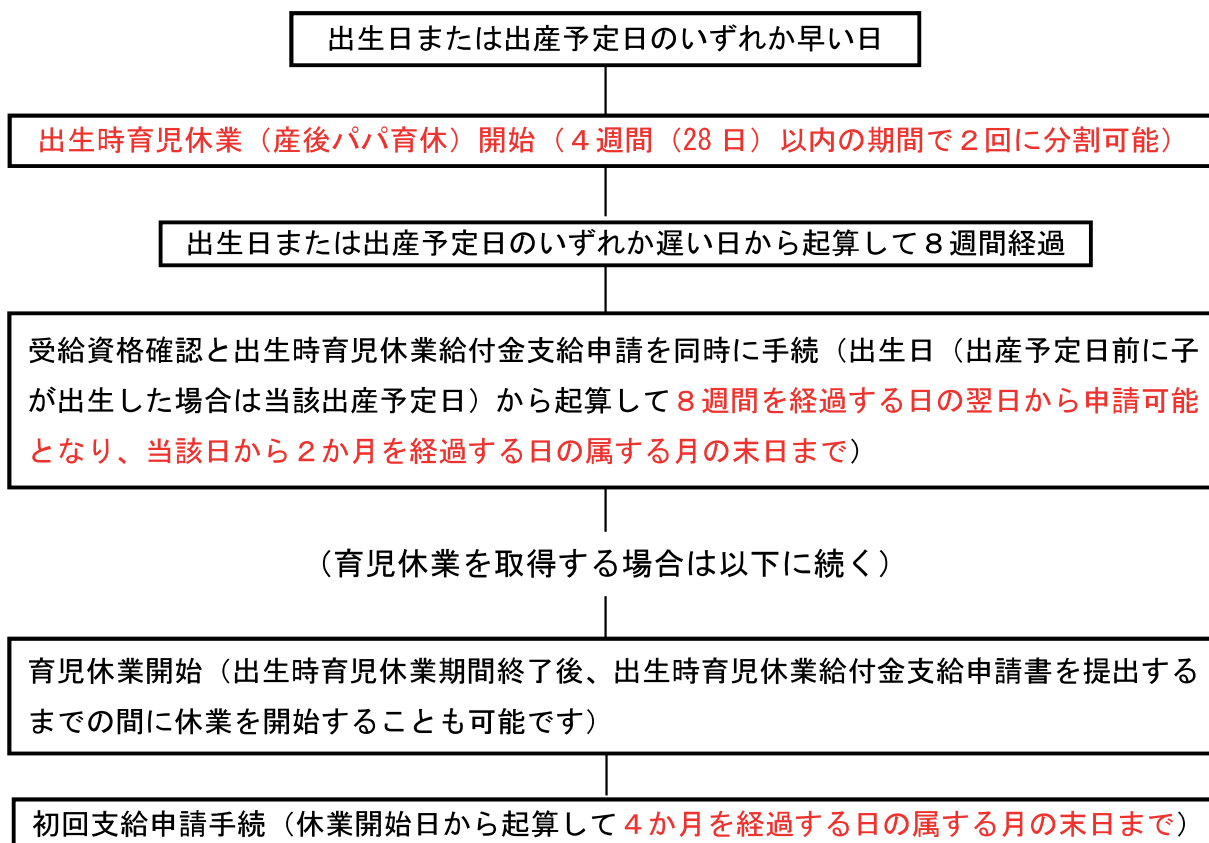 出生日または出産予定日のいずれか早い日
出生時育児休業（産後パパ育休）開始（４週間（28 日）以内の期間で２回に分割可能）
出生日または出産予定日のいずれか遅い日から起算して８週間経過
受給資格確認と出生時育児休業給付金支給申請を同時に手続（出生日（出産予定日前に子
が出生した場合は当該出産予定日）から起算して８週間を経過する日の翌日から申請可能
となり、当該日から２か月を経過する日の属する月の末日まで）
（育児休業を取得する場合は以下に続く）
育児休業開始（出生時育児休業期間終了後、出生時育児休業給付金支給申請書を提出する
までの間に休業を開始することも可能です）
初回支給申請手続（休業開始日から起算して４か月を経過する日の属する月の末日まで）